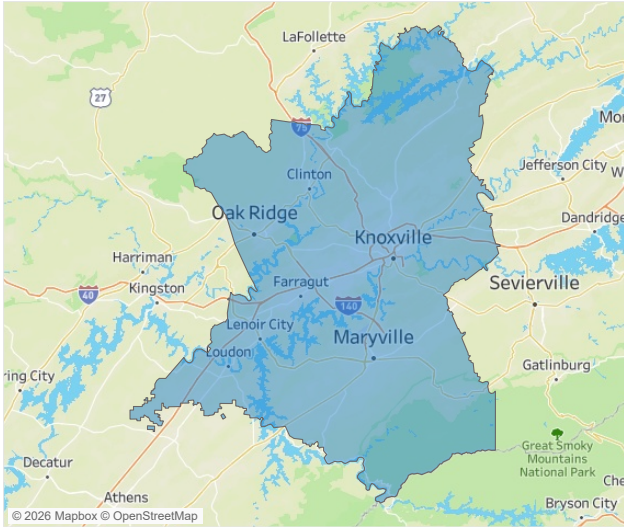 LaFollette
27
75
Mor
Jefferson City
W
Clinton
Oak Ridge
Dandridge
Knoxville
Harriman
Kingston
40
Farragut
140
Sevierville
Lenoir City
Maryville
Loudon
Gatlinburg
ring City
Great Smoky
Mountains
National Park
Decatur
Athens
Che
Bryson City
© 2026 Mapbox © OpenStreetMap